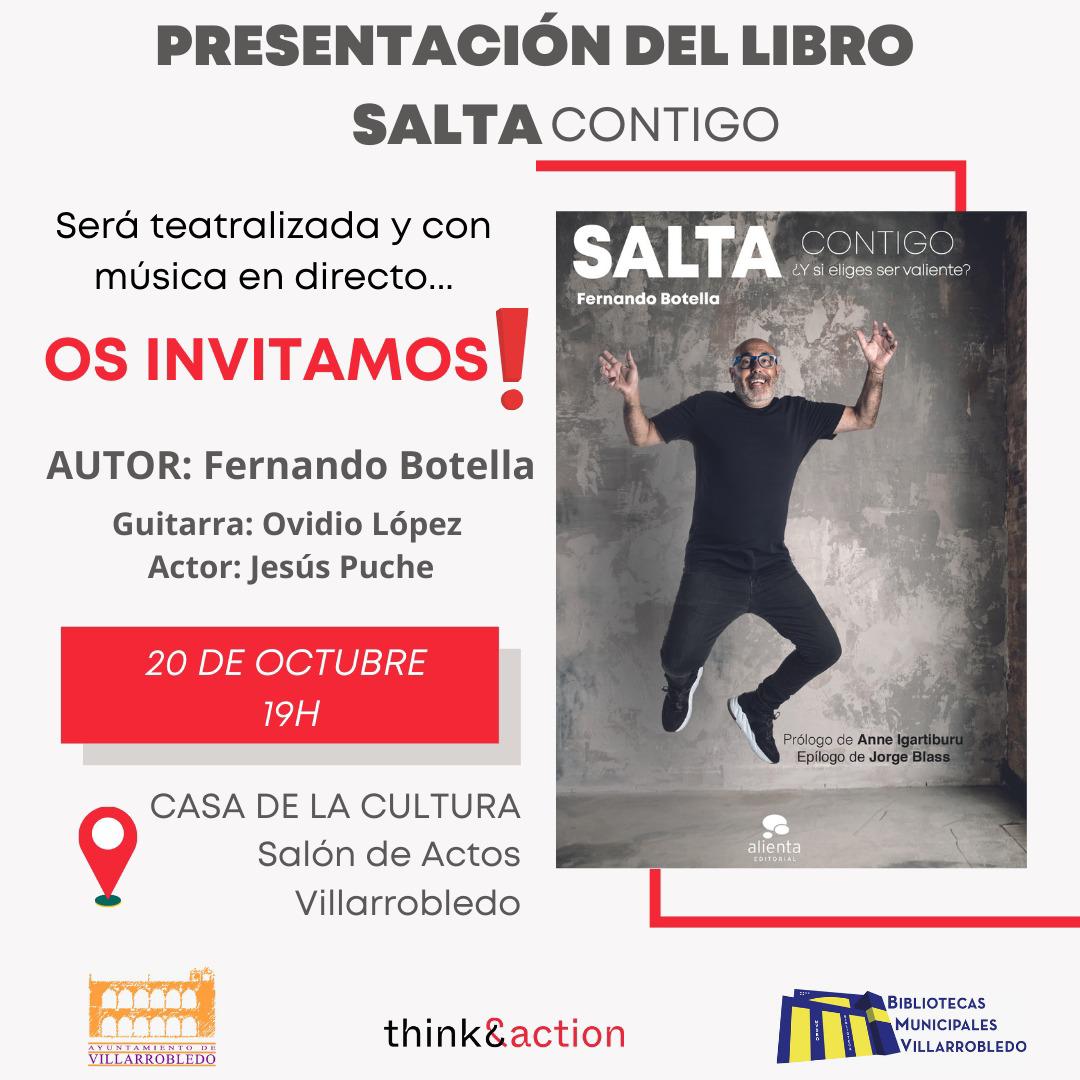 PRESENTACIÓN DEL LIBRO
SALTA CONTIGO
Será teatralizada y con
música en directo...
OS INVITAMOS!
AUTOR: Fernando Botella
Guitarra: Ovidio López
Actor: Jesús Puche
20 DE OCTUBRE
19H
CASA DE LA CULTURA
Salón de Actos
Villarrobledo
SALTA CONTIGO
¿Y si eliges ser valiente?
Fernando Botella
Prólogo de Anne Igartiburu
Epílogo de Jorge Blass
alienta
EDITORIAL
AYUNTAMIENTO DE
VILLARROBLEDO
think&action
BIBLIOTECAS
MUNICIPALES
VILLARROBLEDO